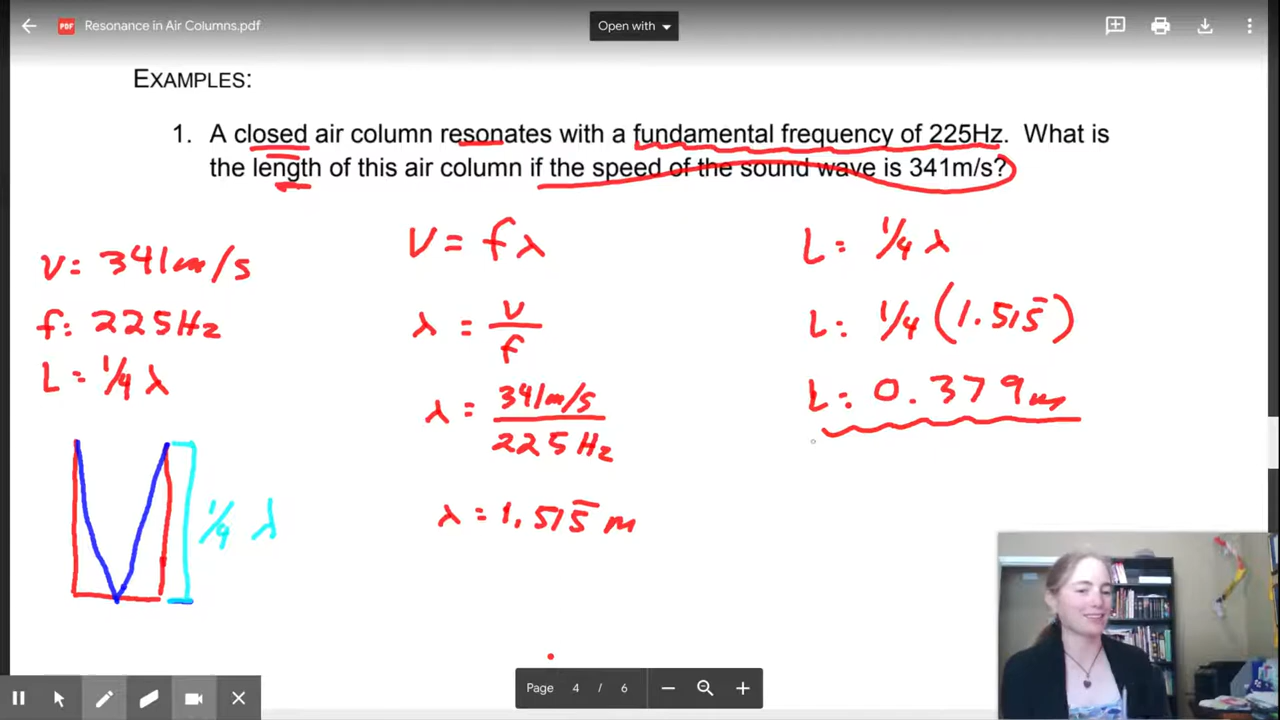 Resonance in Air Columns.pdf
PDF
Open with
EXAMPLES:
1. A closed air column resonates with a fundamental frequency of 225Hz. What is
the length of this air column if the speed of the sound wave is 341m/s?
V = 341m/s
f: 225Hz
L = 1/4 λ
1/4 λ
V = fλ
λ = v/f
λ = 341m/s / 225Hz
λ = 1.515̅ m
L = 1/4 λ
L = 1/4 (1.515̅)
L = 0.379m
Page 4 / 6